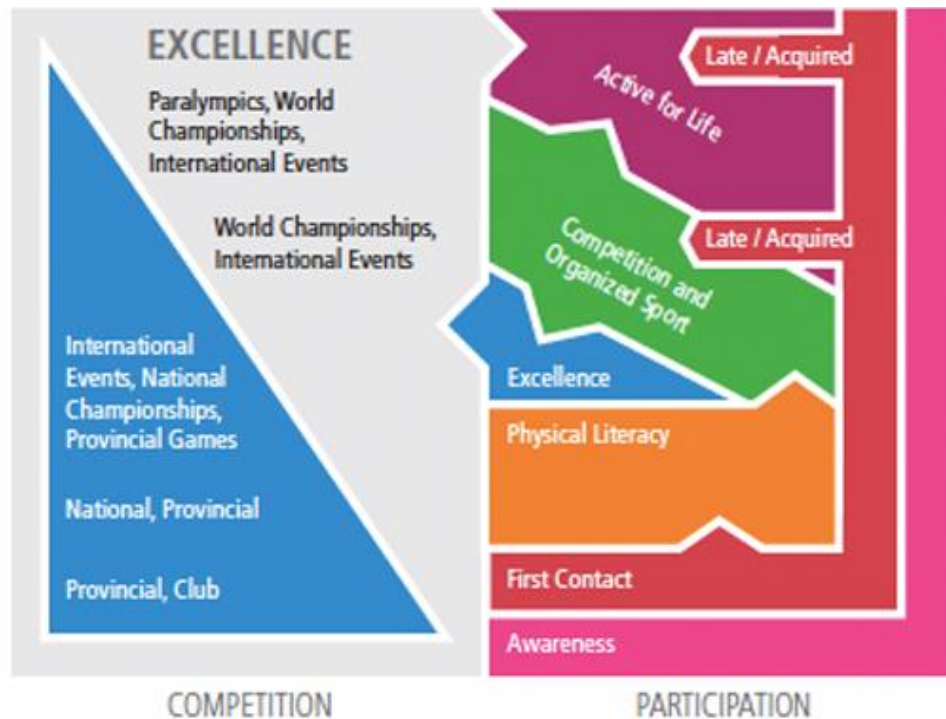 EXCELLENCE
Paralympics, World
Championships,
International Events
World Championships,
International Events
International
Events, National
Championships,
Provincial Games
National, Provincial
Provincial, Club
COMPETITION
Late / Acquired
Active for Life
Late / Acquired
Competition and
Organized Sport
Excellence
Physical Literacy
First Contact
Awareness
PARTICIPATION